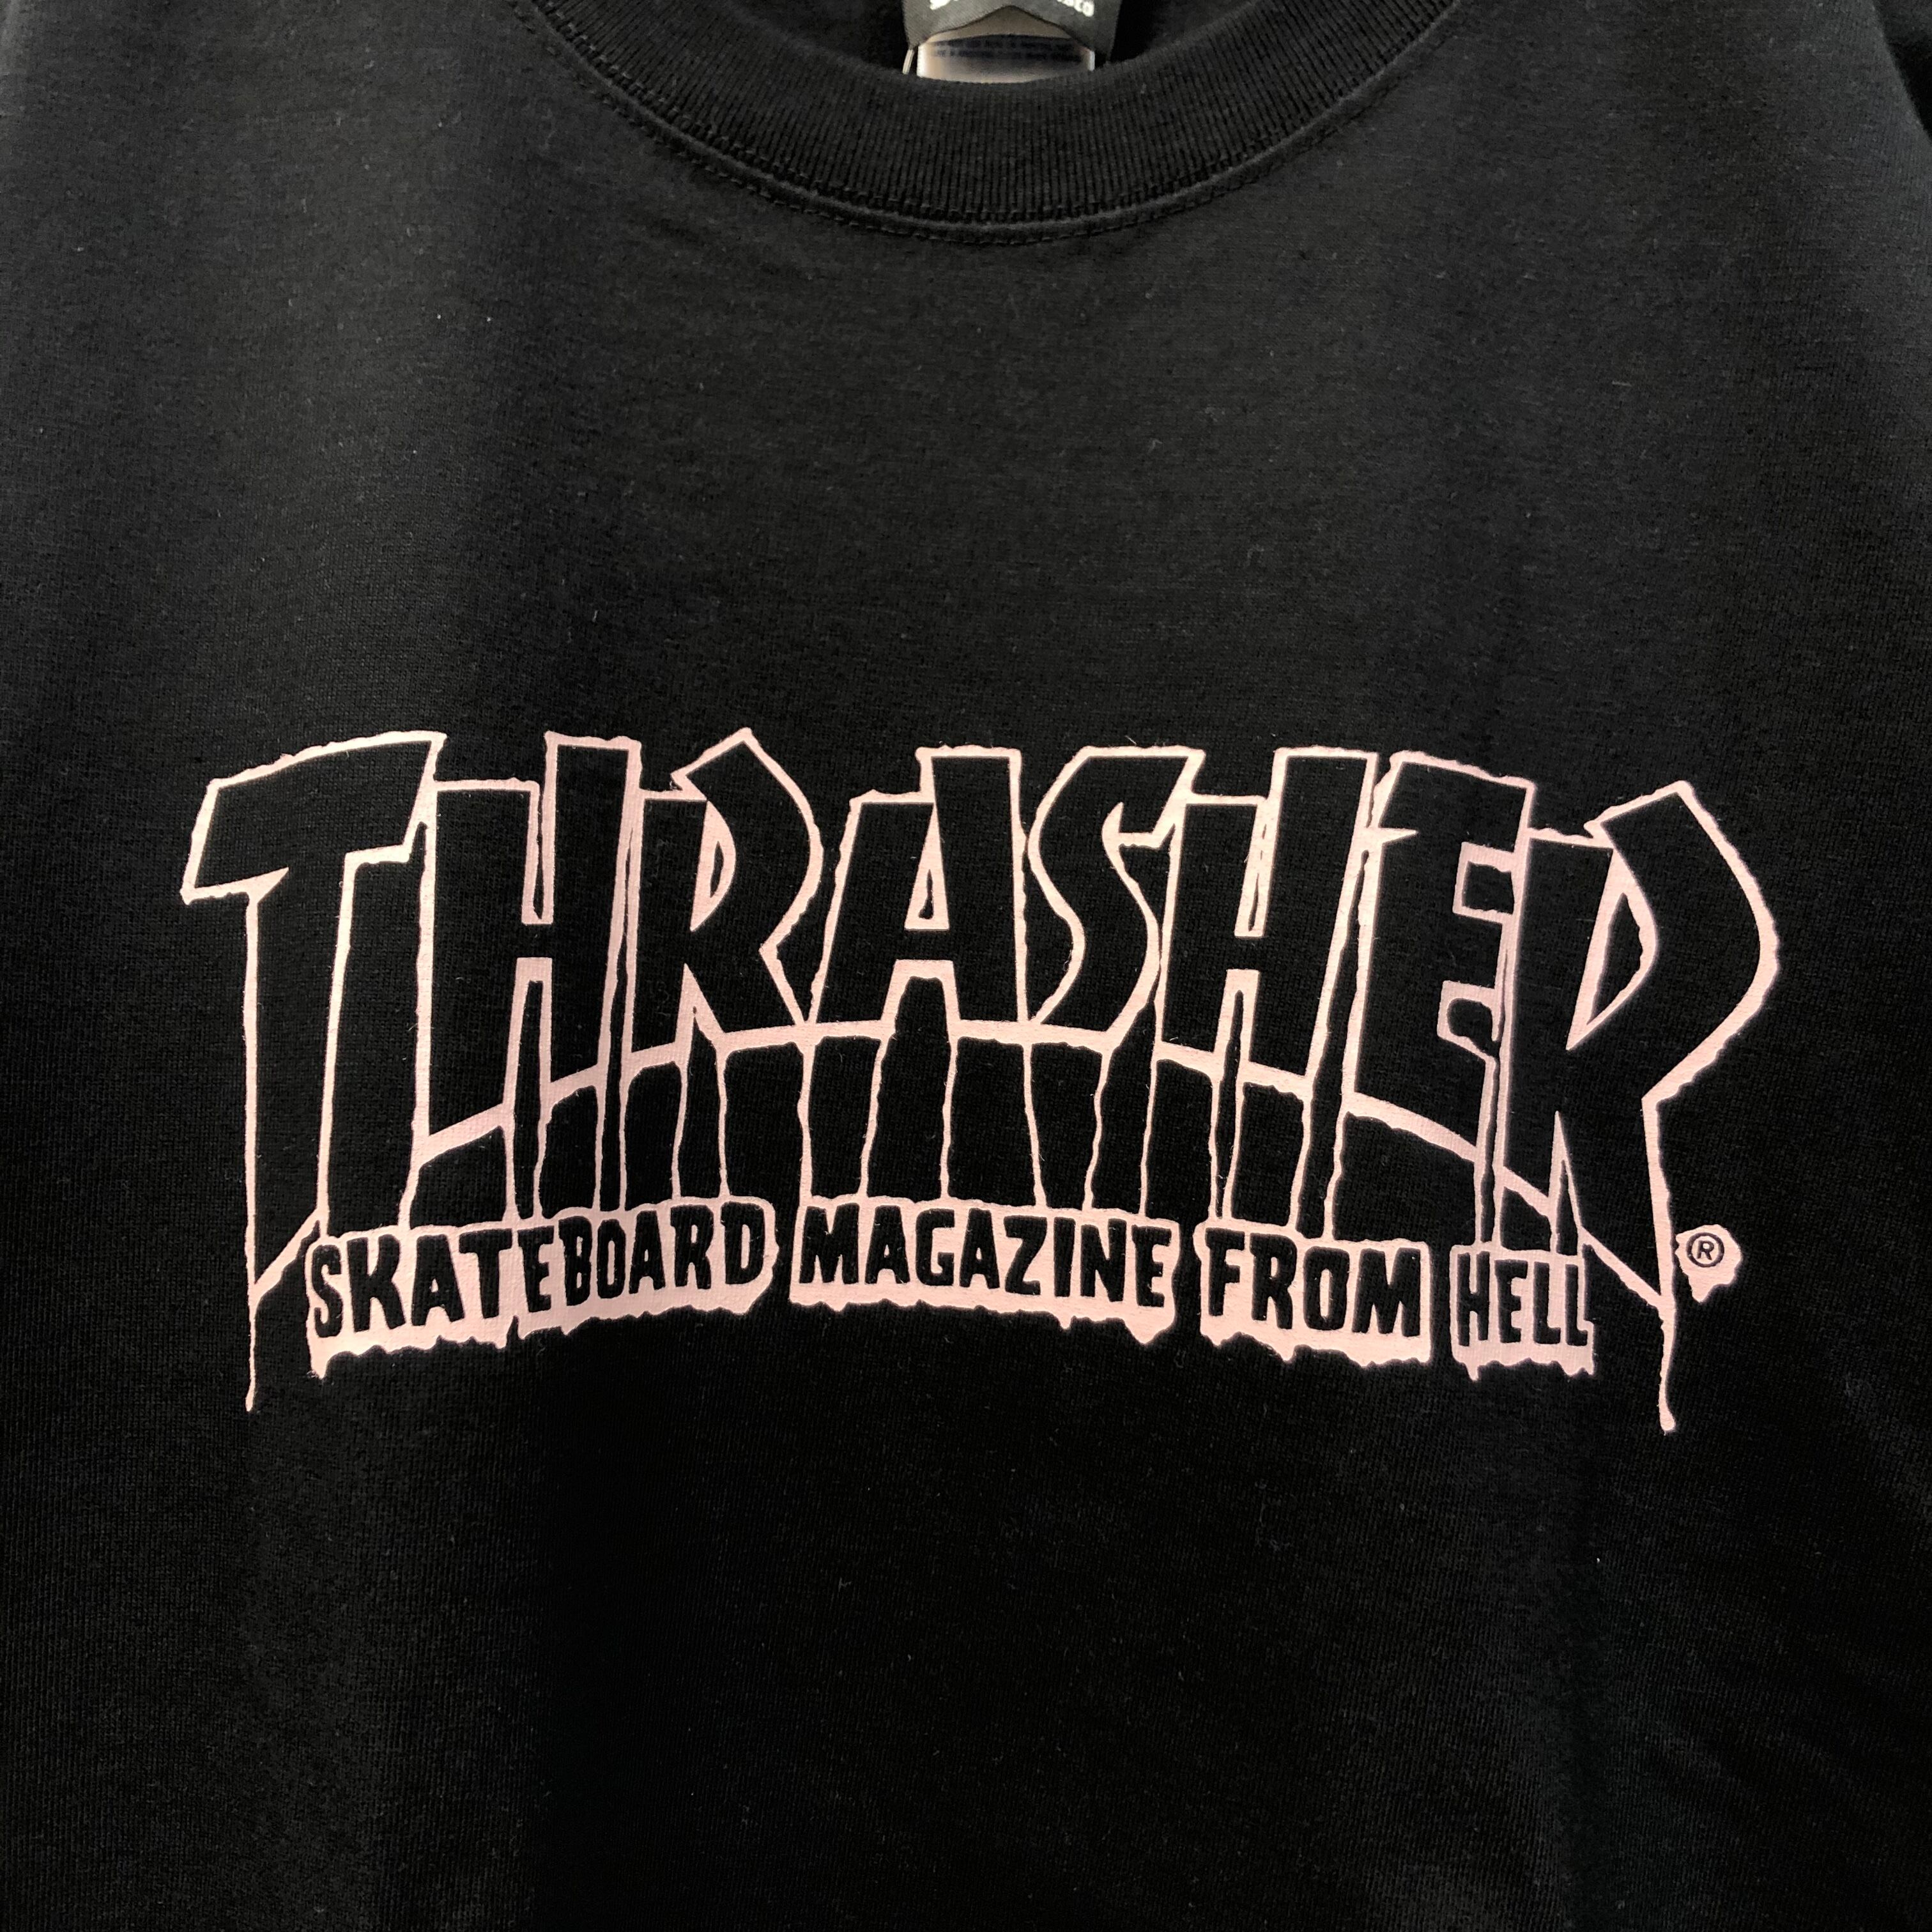 THRASHER
SKATEBOARD MAGAZINE FROM HELL ®